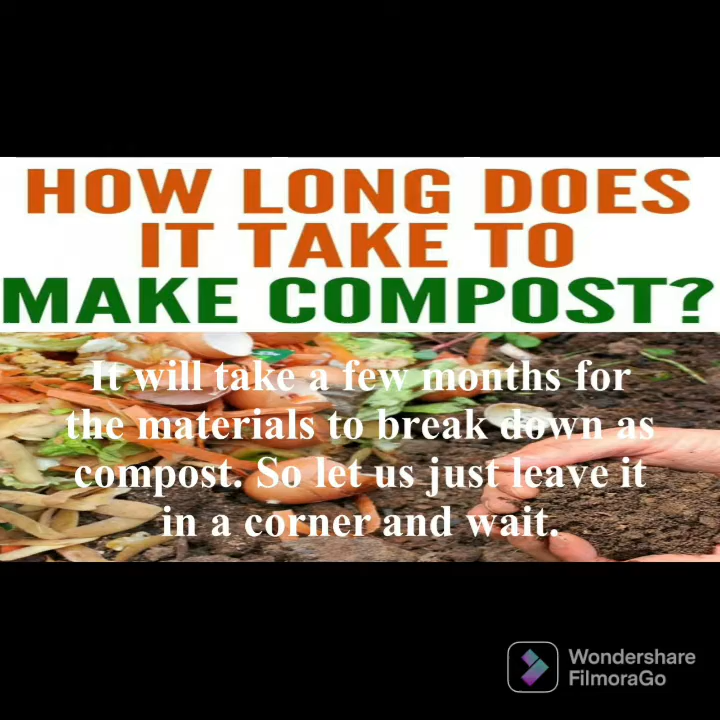 HOW LONG DOES
IT TAKE TO
MAKE COMPOST?
It will take a few months for
the materials to break down as
compost. So let us just leave it
in a corner and wait.
Wondershare
FilmoraGo